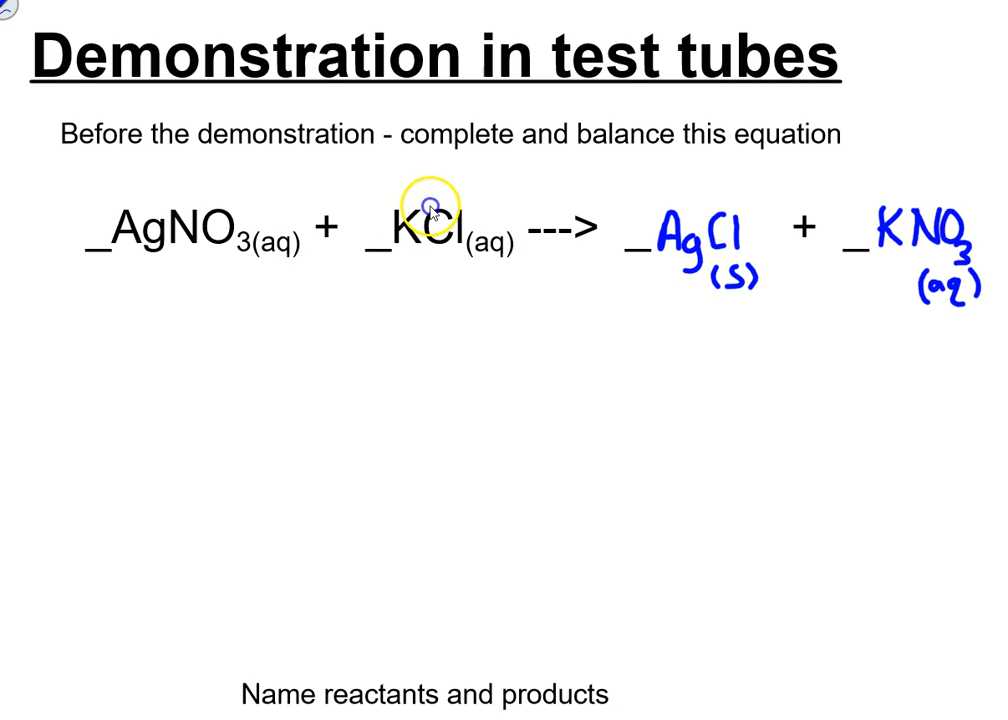 Demonstration in test tubes
Before the demonstration - complete and balance this equation
_AgNO3(aq) + _KCl(aq) ---> _AgCl(s) + _KNO3(aq)
Name reactants and products